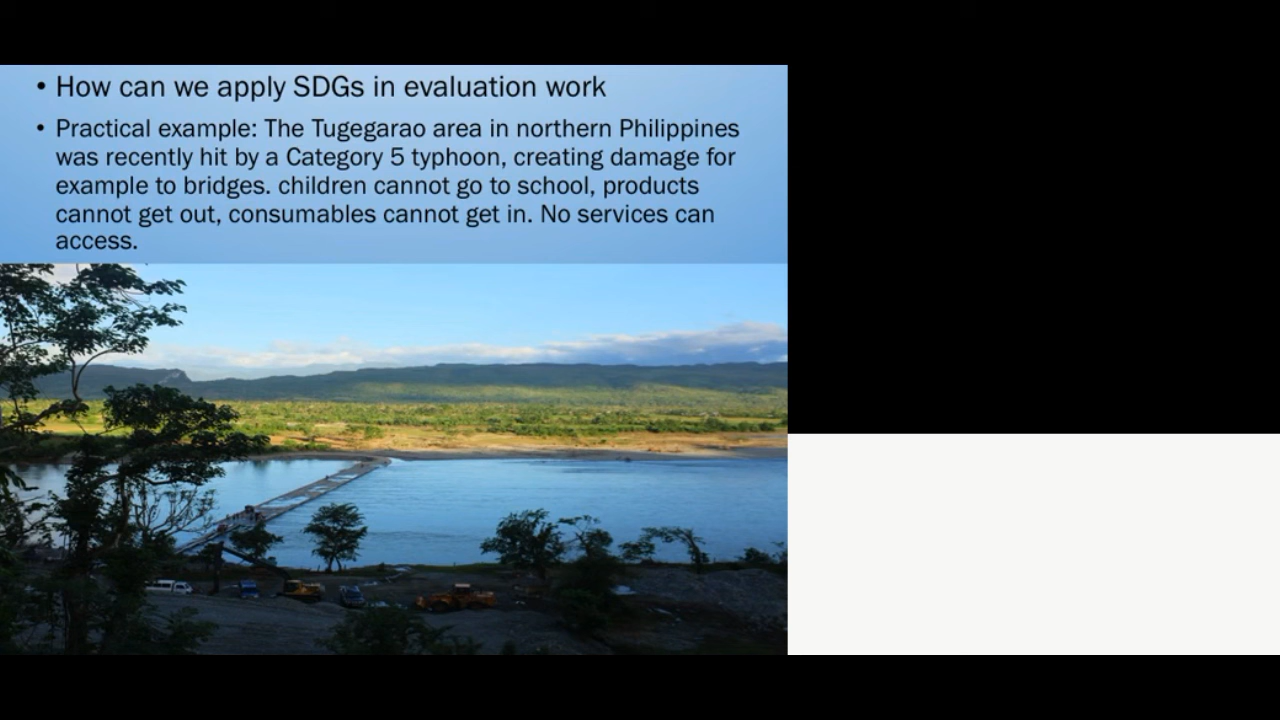 • How can we apply SDGs in evaluation work
• Practical example: The Tugegarao area in northern Philippines
was recently hit by a Category 5 typhoon, creating damage for
example to bridges. children cannot go to school, products
cannot get out, consumables cannot get in. No services can
access.